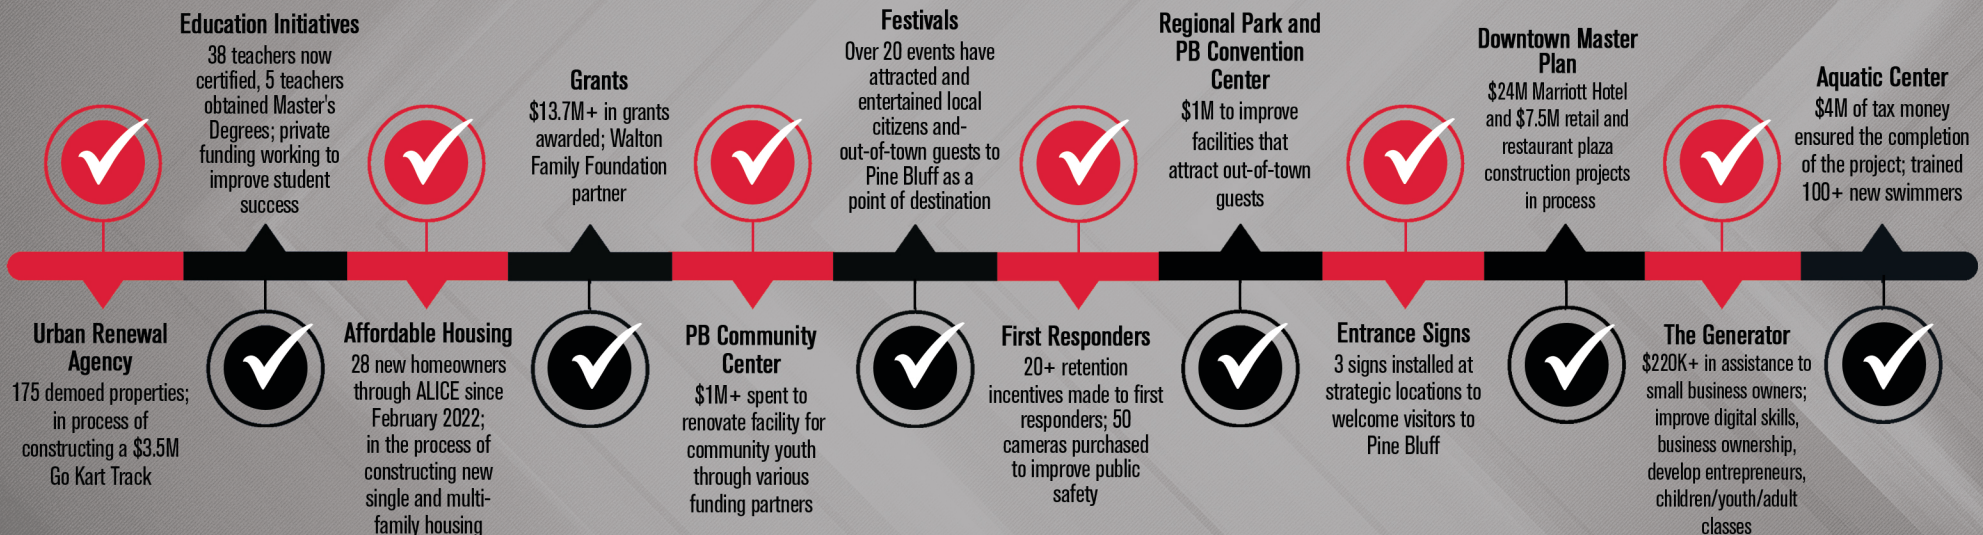 Urban Renewal
Agency
175 demoed properties;
in process of
constructing a $3.5M
Go Kart Track
Education Initiatives
38 teachers now
certified, 5 teachers
obtained Master's
Degrees; private
funding working to
improve student
success
Affordable Housing
28 new homeowners
through ALICE since
February 2022;
in the process of
constructing new
single and multi-
family housing
Grants
$13.7M+ in grants
awarded; Walton
Family Foundation
partner
PB Community
Center
$1M+ spent to
renovate facility for
community youth
through various
funding partners
Festivals
Over 20 events have
attracted and
entertained local
citizens and-
out-of-town guests to
Pine Bluff as a
point of destination
First Responders
20+ retention
incentives made to first
responders; 50
cameras purchased
to improve public
safety
Regional Park and
PB Convention
Center
$1M to improve
facilities that
attract out-of-town
guests
Entrance Signs
3 signs installed at
strategic locations to
welcome visitors to
Pine Bluff
Downtown Master
Plan
$24M Marriott Hotel
and $7.5M retail and
restaurant plaza
construction projects
in process
The Generator
$220K+ in assistance to
small business owners;
improve digital skills,
business ownership,
develop entrepreneurs,
children/youth/adult
classes
Aquatic Center
$4M of tax money
ensured the completion
of the project; trained
100+ new swimmers